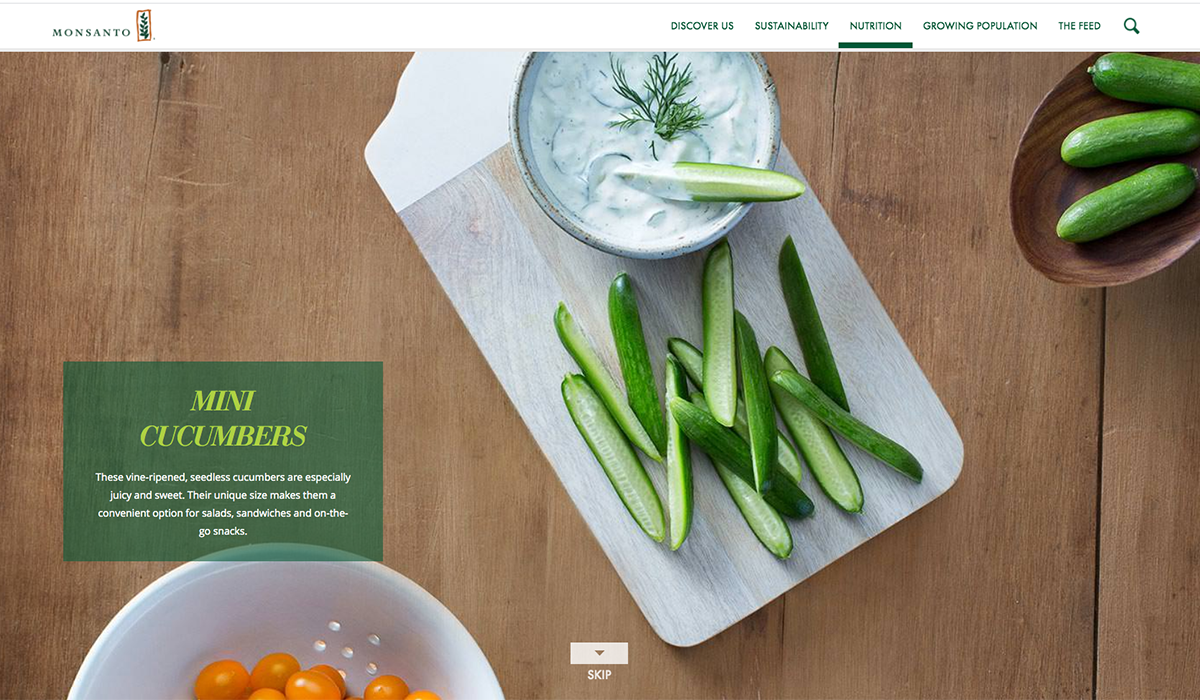 MONSANTO
DISCOVER US SUSTAINABILITY NUTRITION GROWING POPULATION THE FEED
MINI
CUCUMBERS
These vine-ripened, seedless cucumbers are especially
juicy and sweet. Their unique size makes them a
convenient option for salads, sandwiches and on-the-
go snacks.
SKIP